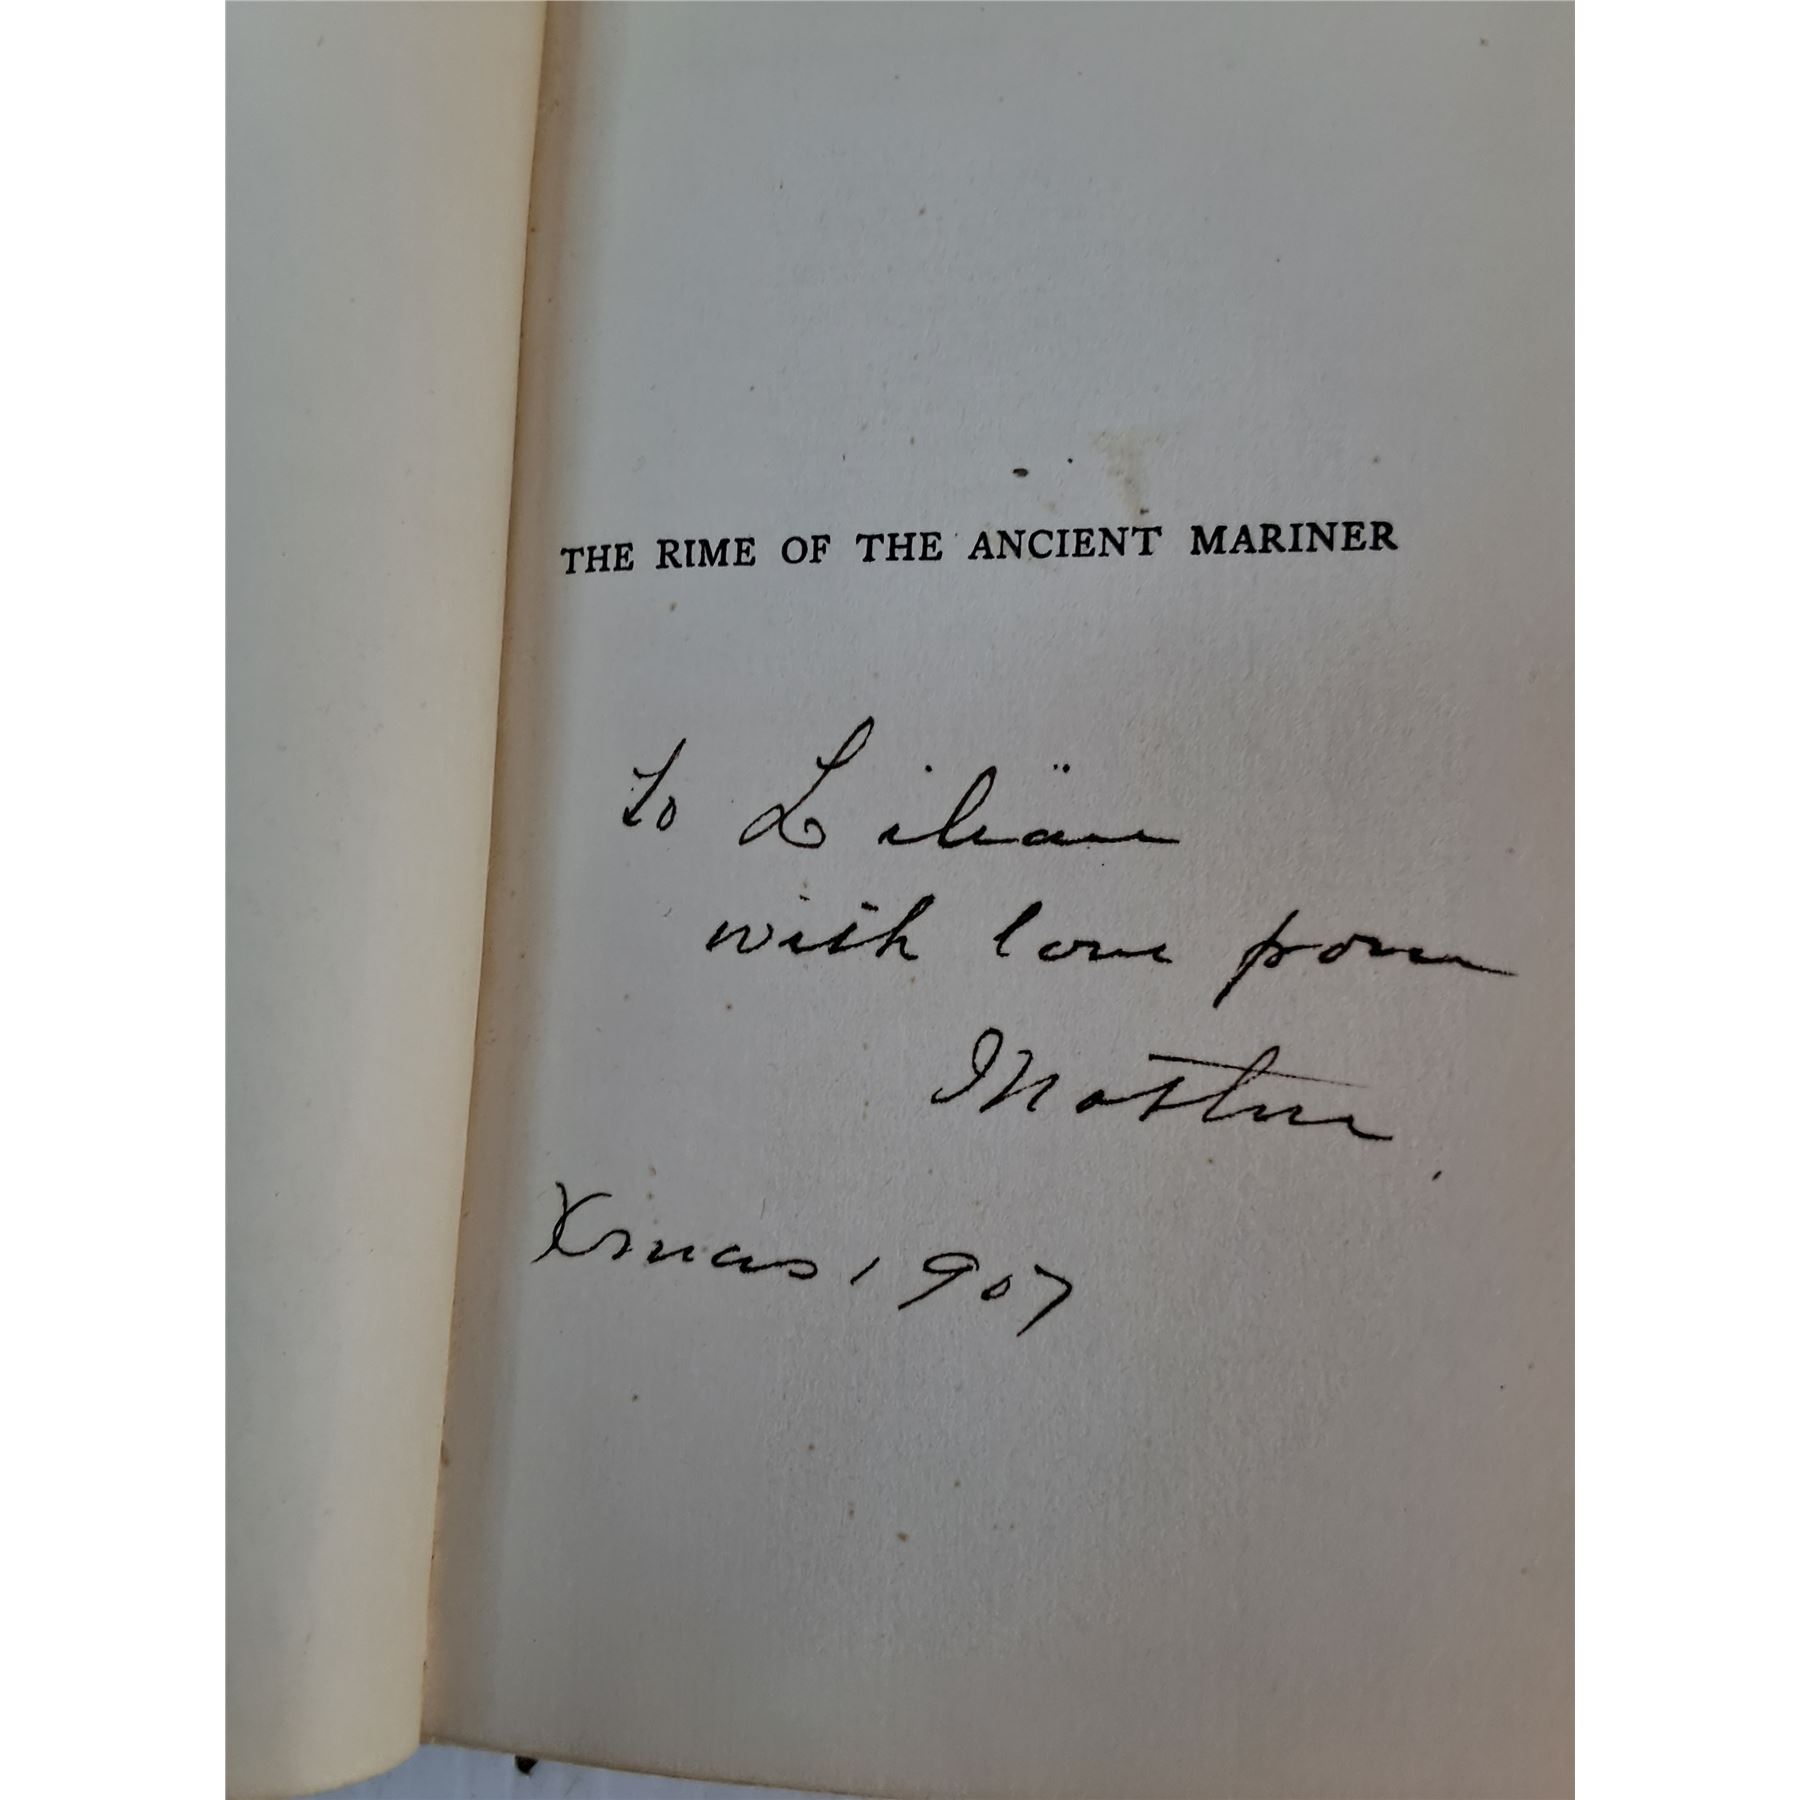 THE RIME OF THE ANCIENT MARINER
To Lilian
with love from
Mother
Xmas 1907